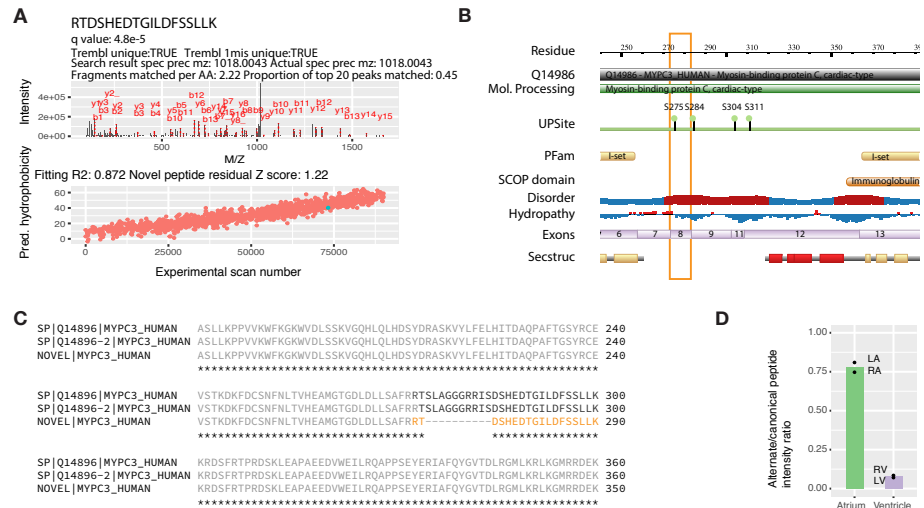 A
RTDSHEDTGILDFSSLLK
q value: 4.8e-5
Trembl unique:TRUE Trembl 1mis unique:TRUE
Search result spec prec mz: 1018.0043 Actual spec prec mz: 1018.0043
Fragments matched per AA: 2.22 Proportion of top 20 peaks matched: 0.45
Intensity
4e+05
2e+05
0e+00
500
1000
1500
M/Z
Fitting R2: 0.872 Novel peptide residual Z score: 1.22
Pred. hydrophobicity
60
40
20
0
0
25000
50000
75000
Experimental scan number
B
Residue
250
270
280
290
300
310
320
330
340
350
360
370
380
Q14986
Q14986 - MYPC3_HUMAN - Myosin-binding protein C, cardiac-type
Mol. Processing
Myosin-binding protein C, cardiac-type
S275 S284 S304 S311
UPSite
PFam
I-set
I-set
SCOP domain
Immunoglobulin
Disorder
Hydropathy
Exons
6 7 8 9 11 12 13
Secstruc
C
SP|Q14896|MYPC3_HUMAN ASLLKPPVVKWFKGKWVDLSSKVGQHLQLHDSYDRASKVYLFELHITDAQPAFTGSYRCE 240
SP|Q14896-2|MYPC3_HUMAN ASLLKPPVVKWFKGKWVDLSSKVGQHLQLHDSYDRASKVYLFELHITDAQPAFTGSYRCE 240
NOVEL|MYPC3_HUMAN ASLLKPPVVKWFKGKWVDLSSKVGQHLQLHDSYDRASKVYLFELHITDAQPAFTGSYRCE 240
************************************************************
SP|Q14896|MYPC3_HUMAN VSTKDKFDCSNFNLTVHEAMGTGDLDLLSAFRRTSLAGGGRRISDSHEDTGILDFSSLLK 300
SP|Q14896-2|MYPC3_HUMAN VSTKDKFDCSNFNLTVHEAMGTGDLDLLSAFRRTSLAGGGRRISDSHEDTGILDFSSLLK 300
NOVEL|MYPC3_HUMAN VSTKDKFDCSNFNLTVHEAMGTGDLDLLSAFRRT----------DSHEDTGILDFSSLLK 290
********************************** ****************
SP|Q14896|MYPC3_HUMAN KRDSFRTPRDSKLEAPAEEDVWEILRQAPPSEYERIAFQYGVTDLRGMLKRLKGMRRDEK 360
SP|Q14896-2|MYPC3_HUMAN KRDSFRTPRDSKLEAPAEEDVWEILRQAPPSEYERIAFQYGVTDLRGMLKRLKGMRRDEK 360
NOVEL|MYPC3_HUMAN KRDSFRTPRDSKLEAPAEEDVWEILRQAPPSEYERIAFQYGVTDLRGMLKRLKGMRRDEK 350
************************************************************
D
Alternate/canonical peptide
intensity ratio
1.00
0.75
0.50
0.25
0.00
LA
RA
RV
LV
Atrium Ventricle